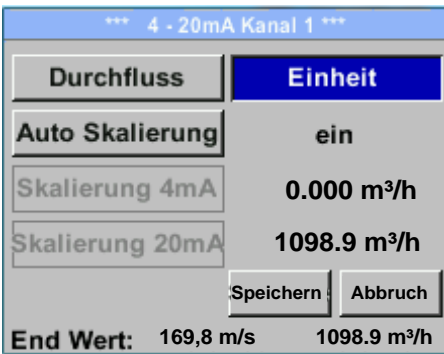 *** 4 - 20mA Kanal 1 ***
Durchfluss Einheit
Auto Skalierung ein
Skalierung 4mA 0.000 m³/h
Skalierung 20mA 1098.9 m³/h
Speichern Abbruch
End Wert: 169,8 m/s 1098.9 m³/h